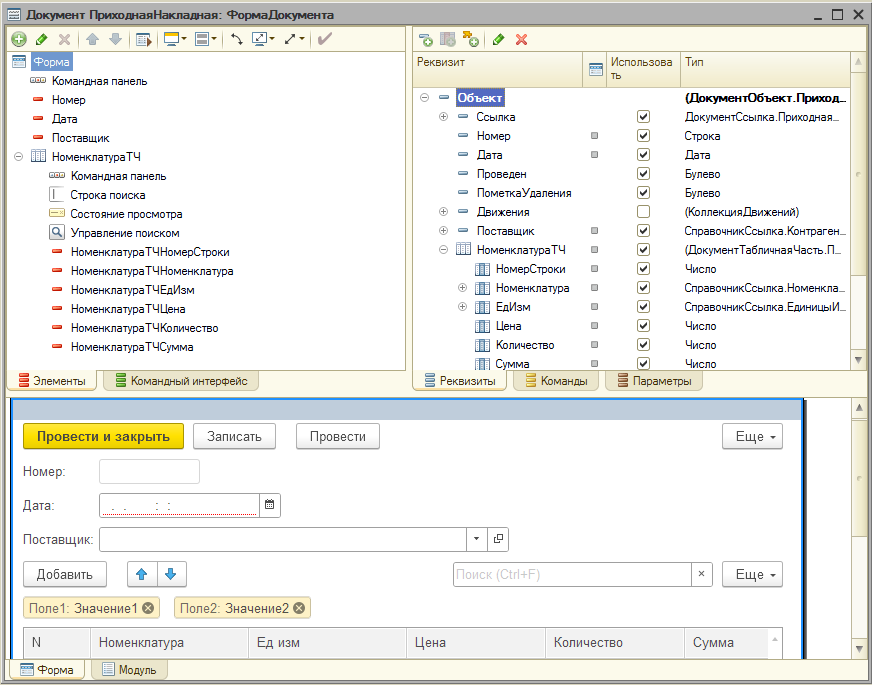 Документ ПриходнаяНакладная: ФормаДокумента
Форма
Командная панель
Номер
Дата
Поставщик
НоменклатураТЧ
Командная панель
Строка поиска
Состояние просмотра
Управление поиском
НоменклатураТЧНомерСтроки
НоменклатураТЧНоменклатура
НоменклатураТЧЕдИзм
НоменклатураТЧЦена
НоменклатураТЧКоличество
НоменклатураТЧСумма
Элементы Командный интерфейс
Реквизит Использова Тип
ть
Объект (ДокументОбъект.Приход...
Ссылка ДокументСсылка.Приходная...
Номер Строка
Дата Дата
Проведен Булево
ПометкаУдаления Булево
Движения (КоллекцияДвижений)
Поставщик СправочникСсылка.Контраген...
НоменклатураТЧ (ДокументТабличнаяЧасть.П...
НомерСтроки Число
Номенклатура СправочникСсылка.Номенкла...
ЕдИзм СправочникСсылка.ЕдиницыИ...
Цена Число
Количество Число
Сумма Число
Реквизиты Команды Параметры
Провести и закрыть Записать Провести Еще
Номер:
Дата: . . : :
Поставщик:
Добавить Поиск (Ctrl+F) × Еще
Поле1: Значение1 Поле2: Значение2
N Номенклатура Ед изм Цена Количество Сумма
Форма Модуль